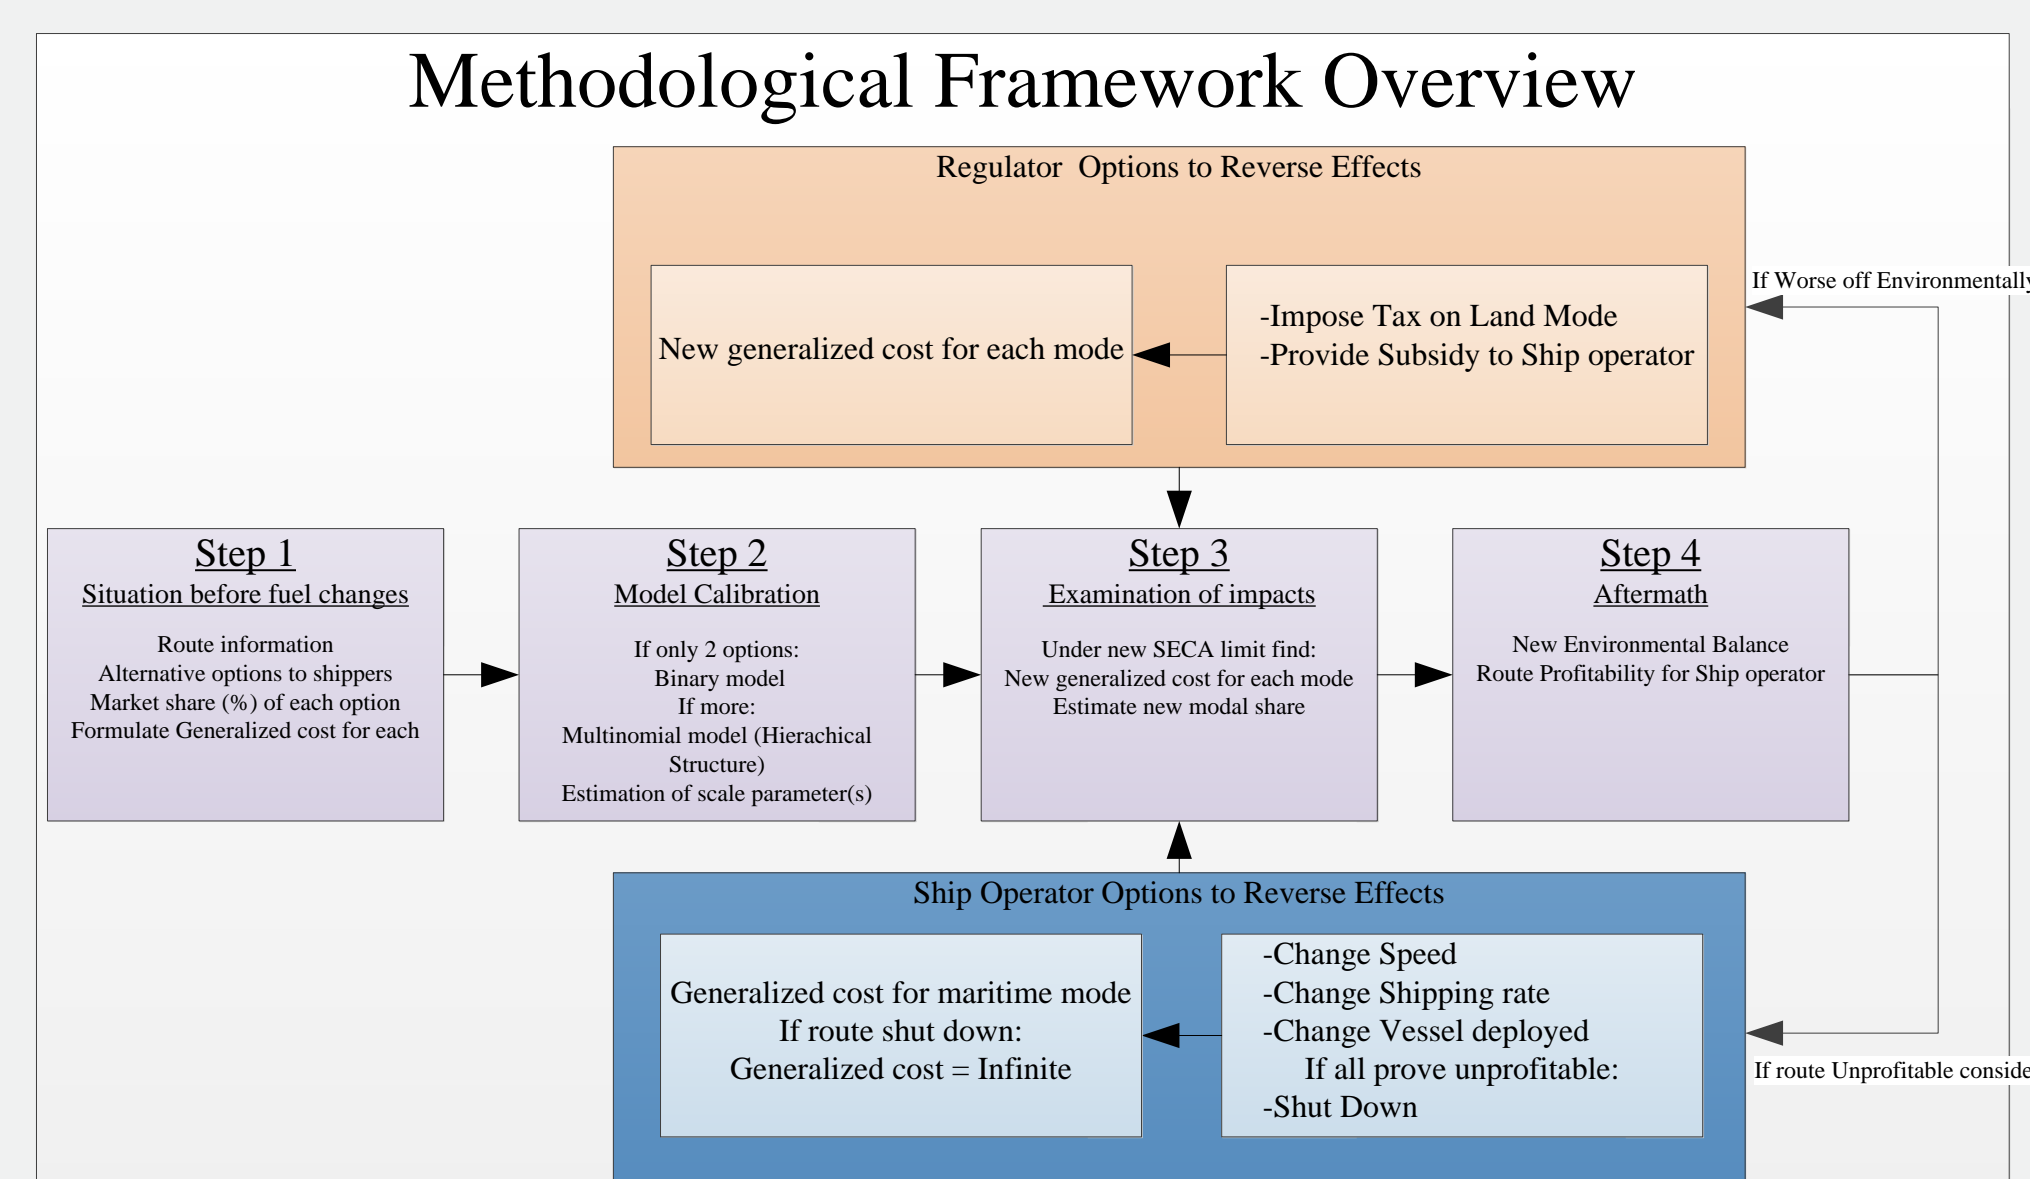 Methodological Framework Overview
Regulator  Options to Reverse Effects
New generalized cost for each mode
-Impose Tax on Land Mode
-Provide Subsidy to Ship operator
If Worse off Environmentally
Step 1
Situation before fuel changes
Route information
Alternative options to shippers
Market share (%) of each option
Formulate Generalized cost for each
Step 2
Model Calibration
If only 2 options:
Binary model
If more:
Multinomial model (Hierachical
Structure)
Estimation of scale parameter(s)
Step 3
Examination of impacts
Under new SECA limit find:
New generalized cost for each mode
Estimate new modal share
Step 4
Aftermath
New Environmental Balance
Route Profitability for Ship operator
Ship Operator Options to Reverse Effects
Generalized cost for maritime mode
If route shut down:
Generalized cost = Infinite
-Change Speed
-Change Shipping rate
-Change Vessel deployed
If all prove unprofitable:
-Shut Down
If route Unprofitable conside